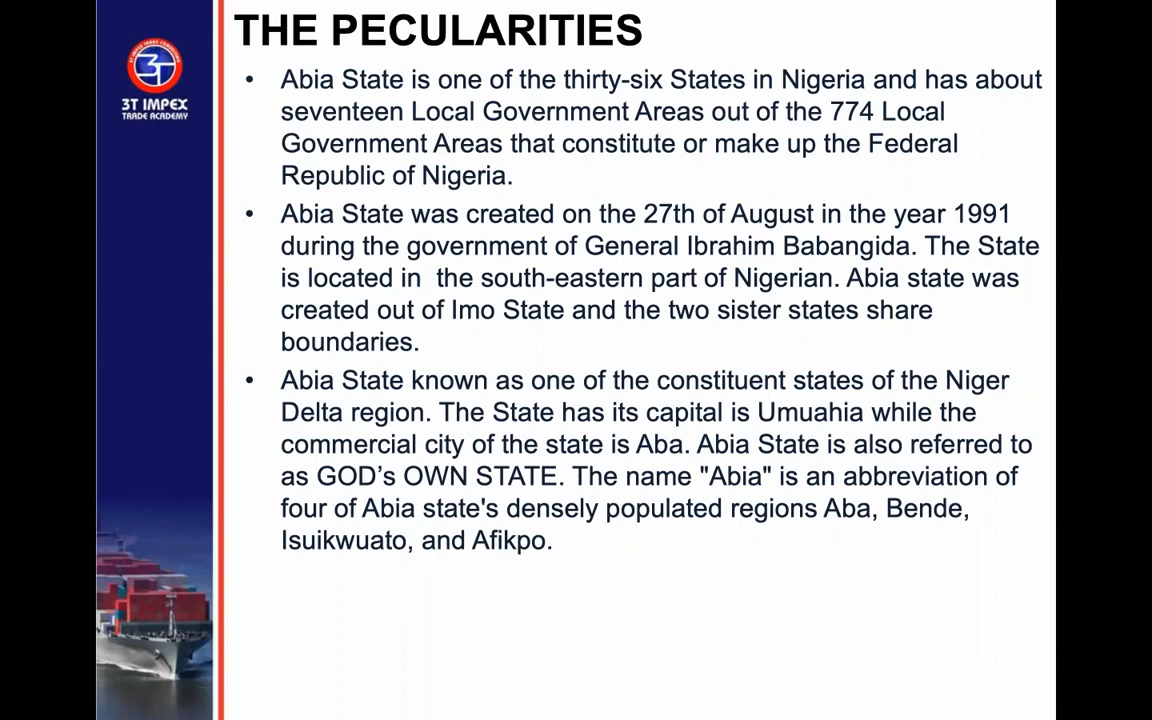 THE PECULARITIES
3T IMPEX
TRADE ACADEMY
• Abia State is one of the thirty-six States in Nigeria and has about
seventeen Local Government Areas out of the 774 Local
Government Areas that constitute or make up the Federal
Republic of Nigeria.
• Abia State was created on the 27th of August in the year 1991
during the government of General Ibrahim Babangida. The State
is located in  the south-eastern part of Nigerian. Abia state was
created out of Imo State and the two sister states share
boundaries.
• Abia State known as one of the constituent states of the Niger
Delta region. The State has its capital is Umuahia while the
commercial city of the state is Aba. Abia State is also referred to
as GOD’s OWN STATE. The name "Abia" is an abbreviation of
four of Abia state's densely populated regions Aba, Bende,
Isuikwuato, and Afikpo.